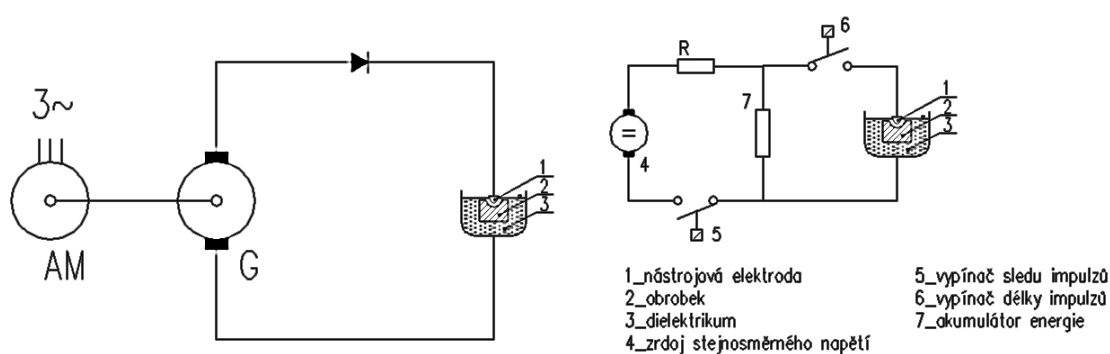 3~
AM
G
1
2
3
R
6
7
=
4
5
1
2
3
1_nástrojová elektroda
2_obrobek
3_dielektrikum
4_zrdoj stejnosměrného napětí
5_vypínač sledu impulzů
6_vypínač délky impulzů
7_akumulátor energie